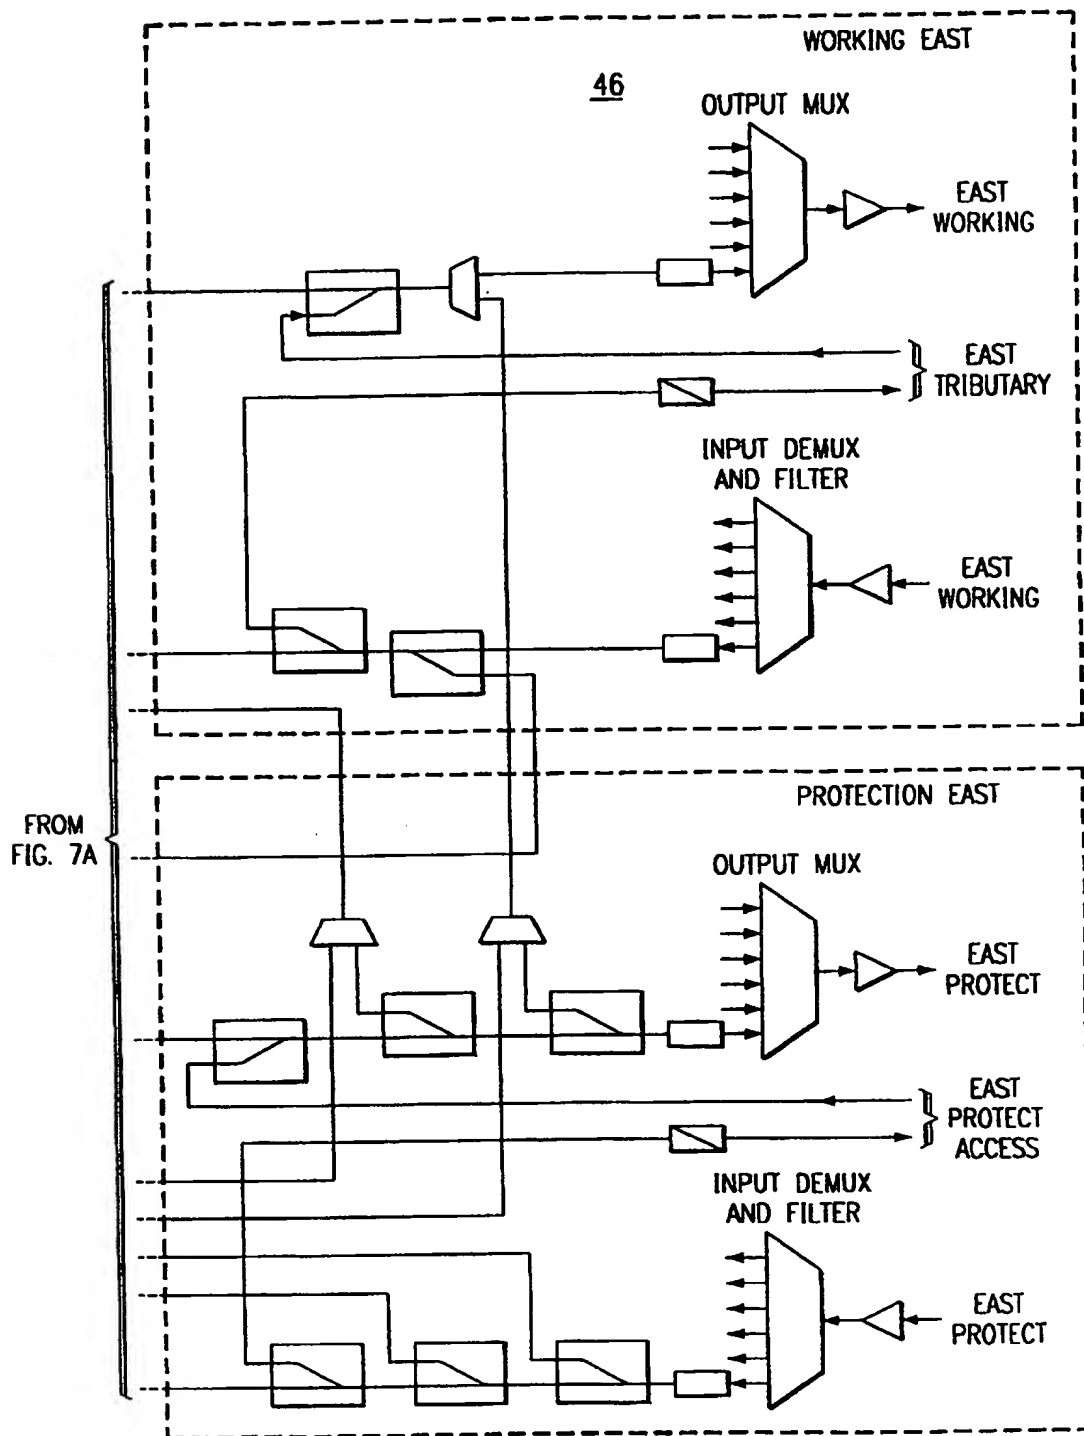 WORKING EAST
46
OUTPUT MUX
EAST
WORKING
EAST
TRIBUTARY
INPUT DEMUX
AND FILTER
EAST
WORKING
PROTECTION EAST
FROM
FIG. 7A
OUTPUT MUX
EAST
PROTECT
EAST
PROTECT
ACCESS
INPUT DEMUX
AND FILTER
EAST
PROTECT